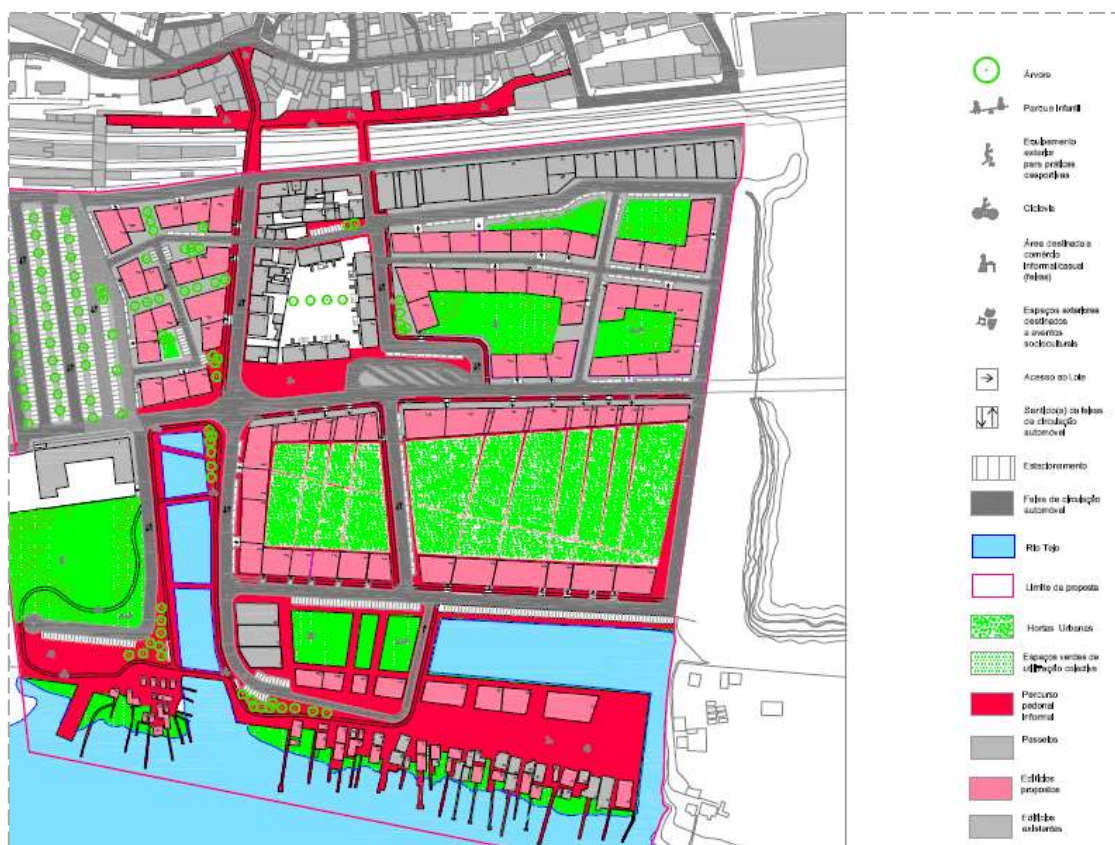 Árvore
Parque Infantil
Equipamento
exterior
para práticas
desportivas
Ciclovia
Área destinada a
comércio
informal/casual
(feiras)
Espaços exteriores
destinados
a eventos
socioculturais
Acesso ao Lote
Sentido(s) de faixas
de circulação
automóvel
Estacionamento
Faixa de circulação
automóvel
Rio Tejo
Limite da proposta
Hortas Urbanas
Espaços verdes de
utilização colectiva
Percurso
pedonal
informal
Passeios
Edifícios
propostos
Edifícios
existentes